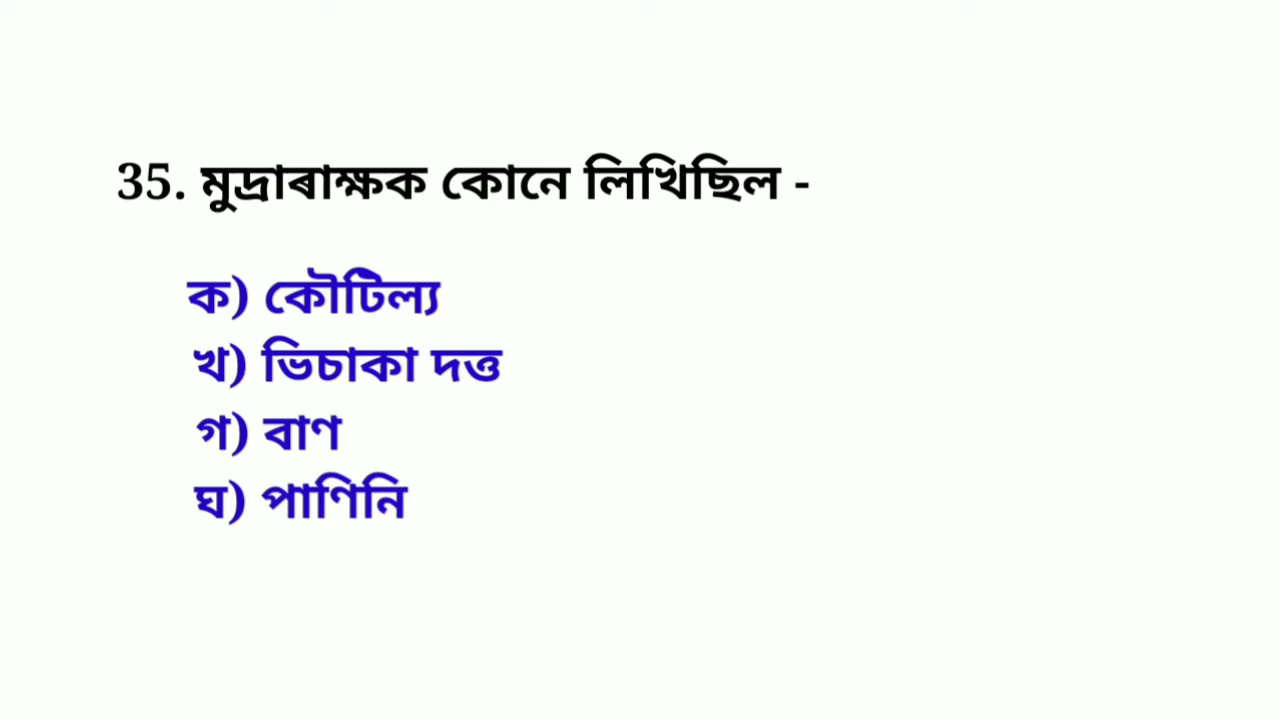 35. মুদ্ৰাৰাক্ষক কোনে লিখিছিল -
ক) কৌটিল্য
খ) ভিচাকা দত্ত
গ) বাণ
ঘ) পাণিনি